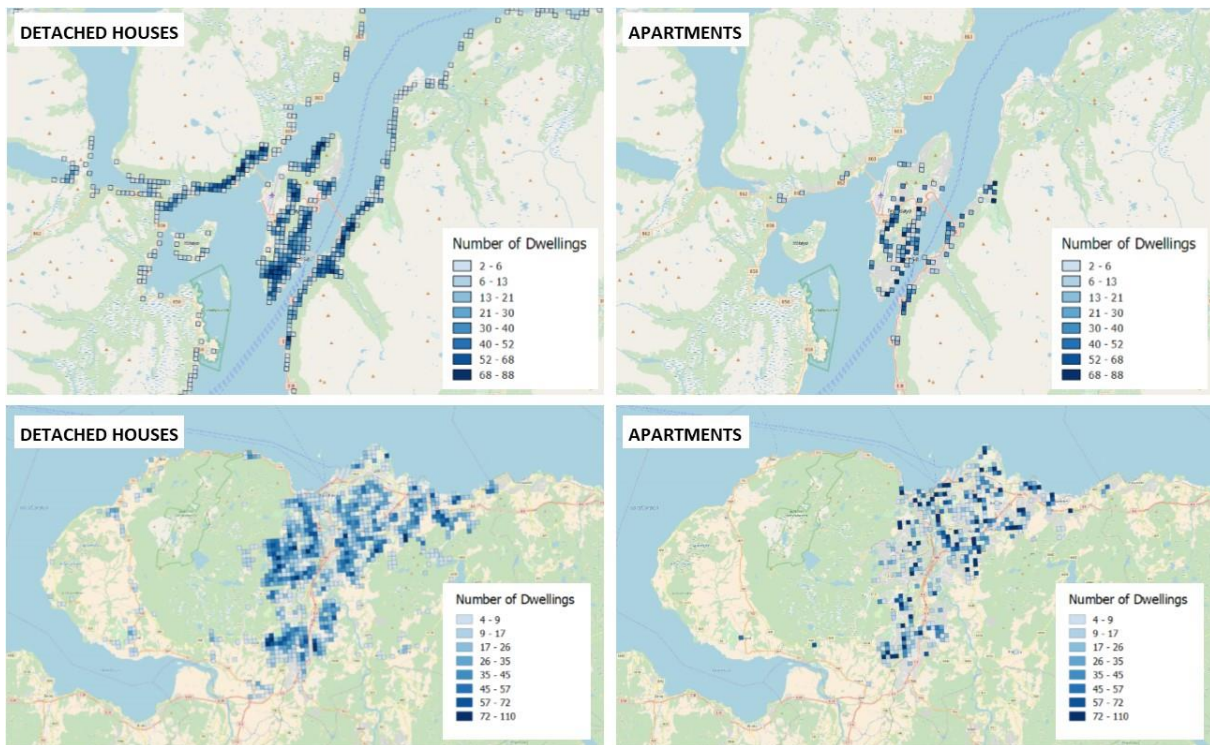 DETACHED HOUSES
Number of Dwellings
2 - 6
6 - 13
13 - 21
21 - 30
30 - 40
40 - 52
52 - 68
68 - 88
APARTMENTS
Number of Dwellings
2 - 6
6 - 13
13 - 21
21 - 30
30 - 40
40 - 52
52 - 68
68 - 88
DETACHED HOUSES
Number of Dwellings
4 - 9
9 - 17
17 - 26
26 - 35
35 - 45
45 - 57
57 - 72
72 - 110
APARTMENTS
Number of Dwellings
4 - 9
9 - 17
17 - 26
26 - 35
35 - 45
45 - 57
57 - 72
72 - 110